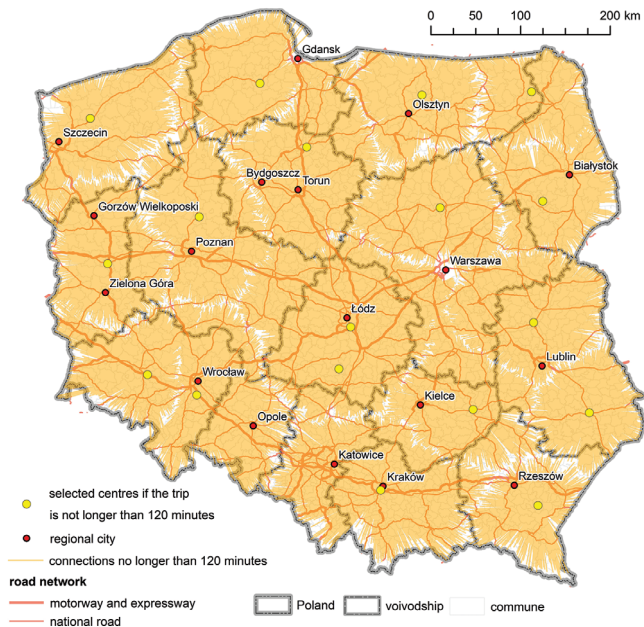 0 50 100 200 km
Gdansk
Olsztyn
Szczecin
Białystok
Bydgoszcz
Torun
Gorzów Wielkoposki
Poznan
Warszawa
Zielona Góra
Łódz
Lublin
Wrocław
Kielce
Opole
Katowice
Kraków
Rzeszów
selected centres if the trip
is not longer than 120 minutes
regional city
connections no longer than 120 minutes
road network
motorway and expressway
national road
Poland
voivodship
commune